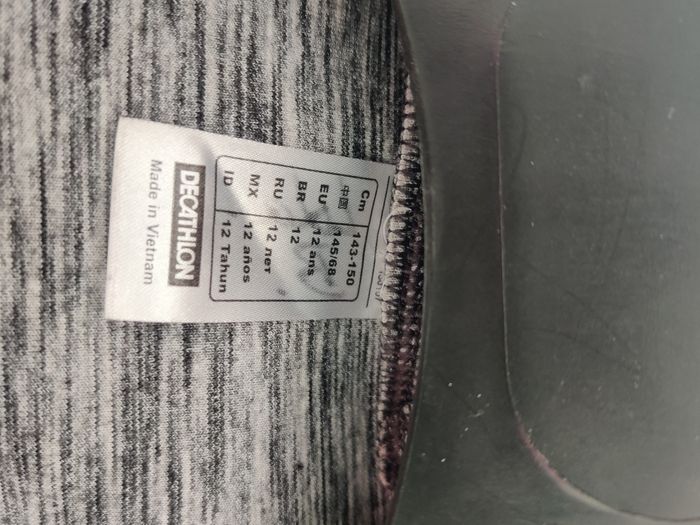 Cm 143-150
中国 145/68
EU 12 ans
BR 12
RU 12 лет
MX 12 años
ID 12 Tahun
DECATHLON
Made in Vietnam